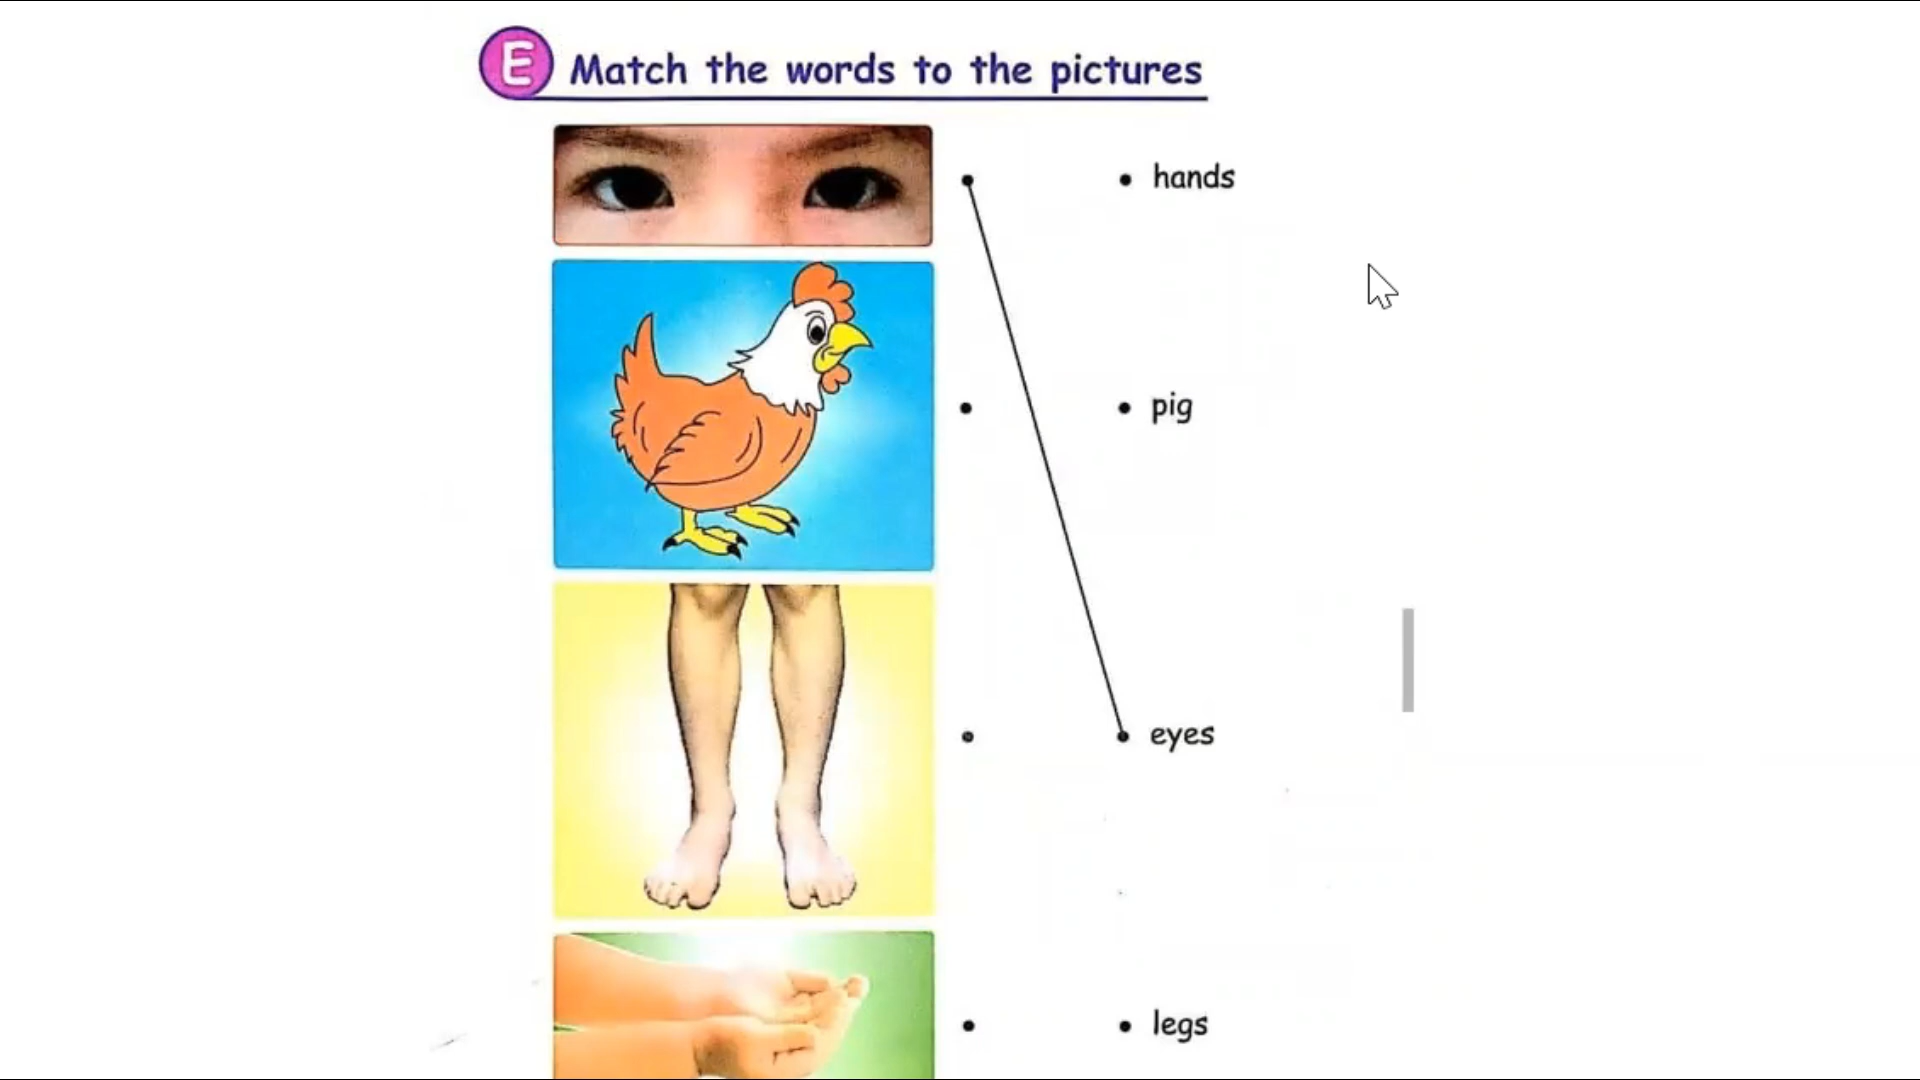 E Match the words to the pictures
hands
pig
eyes
legs